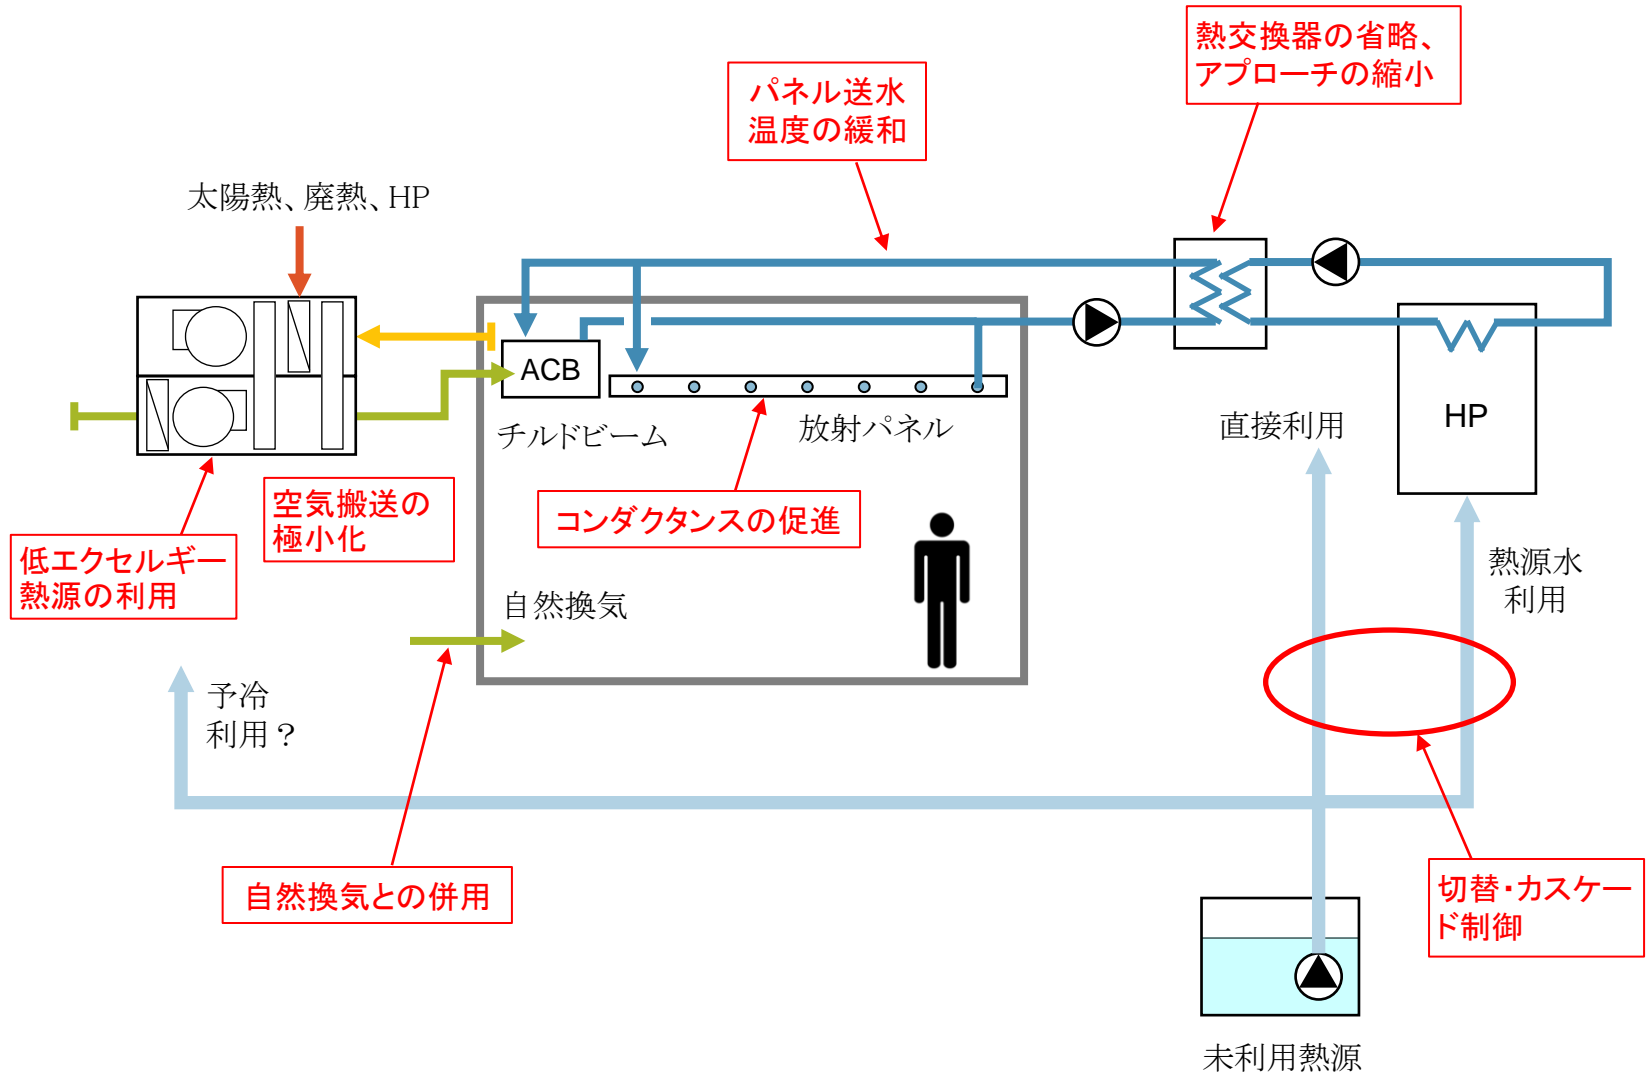 熱交換器の省略、
アプローチの縮小
パネル送水
温度の緩和
太陽熱、廃熱、HP
ACB
チルドビーム
放射パネル
直接利用
HP
空気搬送の
極小化
コンダクタンスの促進
低エクセルギー
熱源の利用
熱源水
利用
自然換気
予冷
利用？
自然換気との併用
切替・カスケー
ド制御
未利用熱源